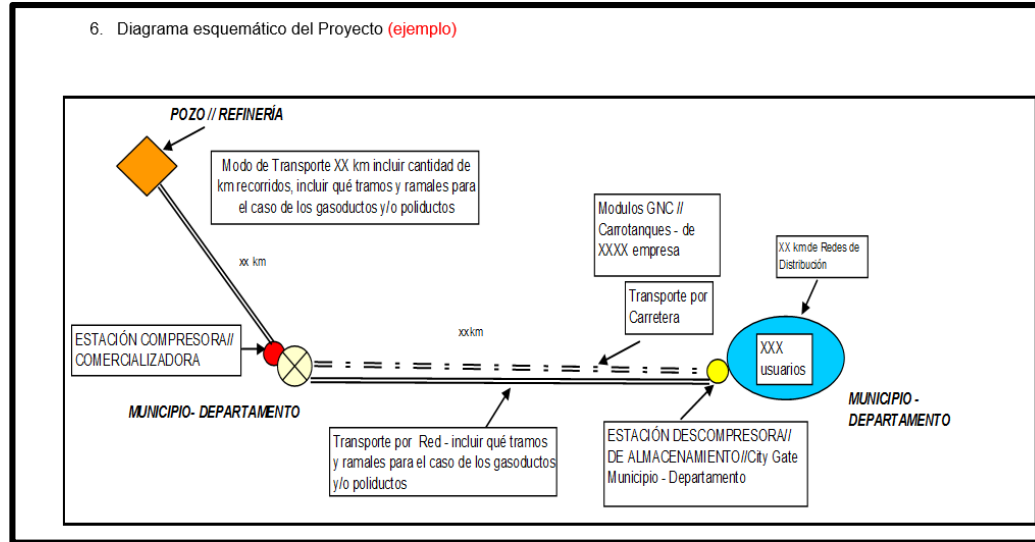 6. Diagrama esquemático del Proyecto (ejemplo)
POZO // REFINERÍA
Modo de Transporte XX km incluir cantidad de
km recorridos, incluir qué tramos y ramales para
el caso de los gasoductos y/o poliductos
Modulos GNC //
Carrotanques - de
XXXX empresa
XX km de Redes de
Distribución
xx km
Transporte por
Carretera
xx km
ESTACIÓN COMPRESORA//
COMERCIALIZADORA
XXX
usuarios
MUNICIPIO- DEPARTAMENTO
MUNICIPIO -
DEPARTAMENTO
Transporte por Red - incluir qué tramos
y ramales para el caso de los gasoductos
y/o poliductos
ESTACIÓN DESCOMPRESORA//
DE ALMACENAMIENTO//City Gate
Municipio - Departamento